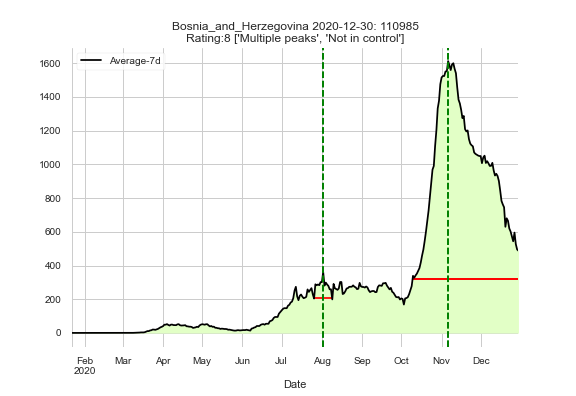 Bosnia_and_Herzegovina 2020-12-30: 110985
Rating:8 ['Multiple peaks', 'Not in control']
Average-7d
1600
1400
1200
1000
800
600
400
200
0
Feb Mar Apr May Jun Jul Aug Sep Oct Nov Dec
2020
Date